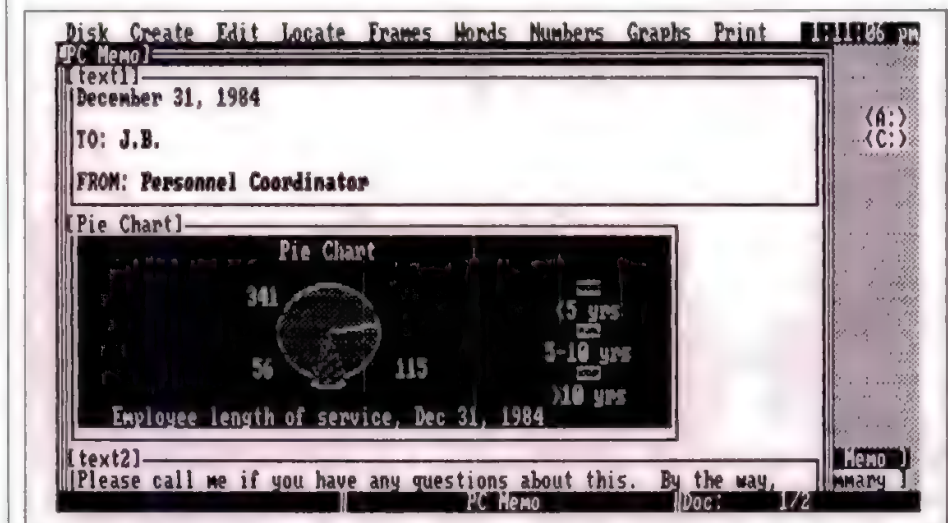 Disk Create Edit Locate Frames Words Numbers Graphs Print pm
[PC Memo]
[text1]
December 31, 1984
TO: J.B.
FROM: Personnel Coordinator
<A:>
<C:>
[Pie Chart]
Pie Chart
341
<5 yrs
5-10 yrs
56 115
>10 yrs
Employee length of service, Dec 31, 1984
[text2]
Please call me if you have any questions about this. By the way,
Memo ]
mmary ]
PC Memo Doc: 1/2